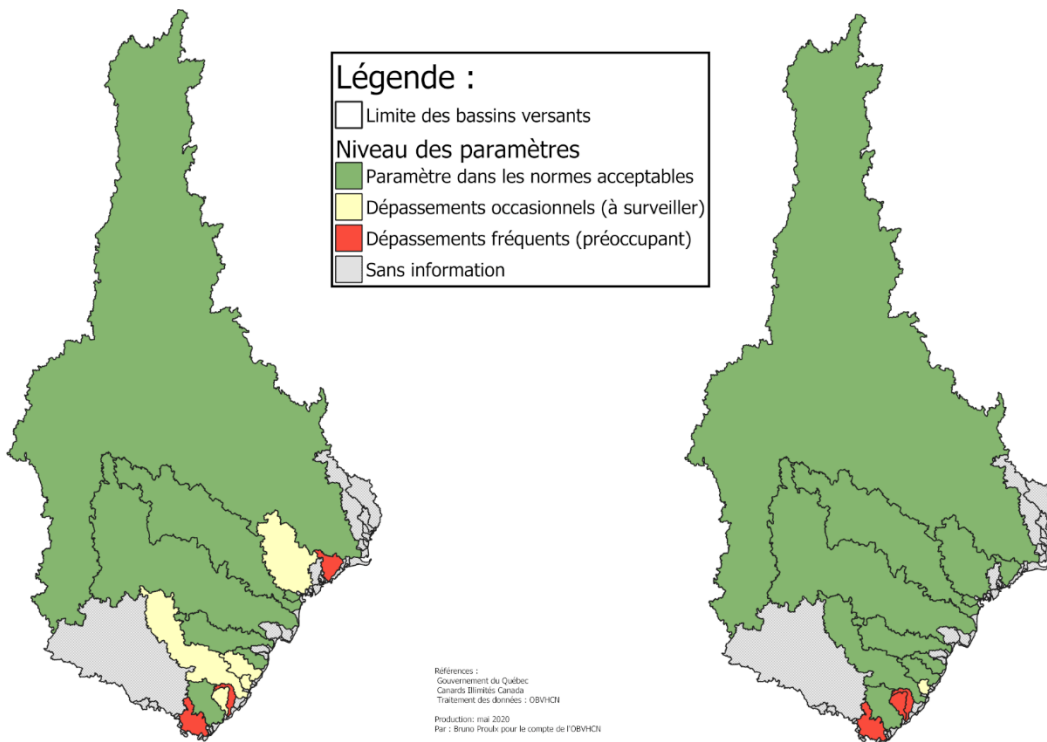 Légende :
Limite des bassins versants
Niveau des paramètres
Paramètre dans les normes acceptables
Dépassements occasionnels (à surveiller)
Dépassements fréquents (préoccupant)
Sans information
Références :
Gouvernement du Québec
Canards Illimités Canada
Traitement des données : OBVHCN
Production: mai 2020
Par : Bruno Proulx pour le compte de l'OBVHCN